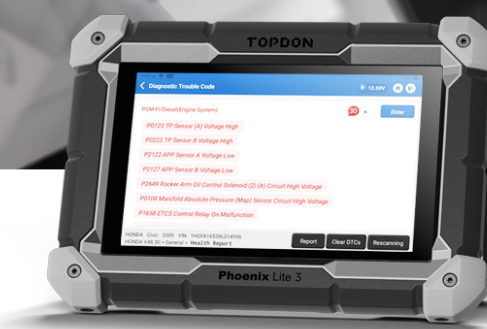 TOPDON
Diagnostic Trouble Code
12.59V
PGM-FI/Diesel(Engine System)
30
Enter
P0123 TP Sensor (A) Voltage High
P0223 TP Sensor B Voltage High
P2122 APP Sensor A Voltage Low
P2127 APP Sensor B Voltage Low
P2649 Rocker Arm Oil Control Solenoid (2) (A) Circuit High Voltage
P0108 Manifold Absolute Pressure (Map) Sensor Circuit High Voltage
P1658 ETCS Control Relay On Malfunction
HONDA Civic 2009 VIN
HONDA V48.50 > General > Health Report
Report
Clear DTCs
Rescanning
Phoenix Lite 3